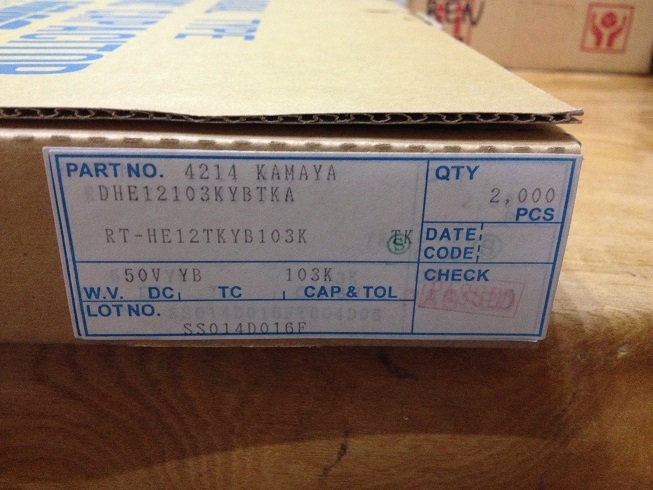 PART NO. 4214 KAMAYA
DHE12103KYBTKA
RT-HE12TKYB103K TK
QTY
2,000
PCS
DATE
CODE
50V YB 103K
W.V. DC TC CAP & TOL
CHECK
LOT NO.
SS014D016F